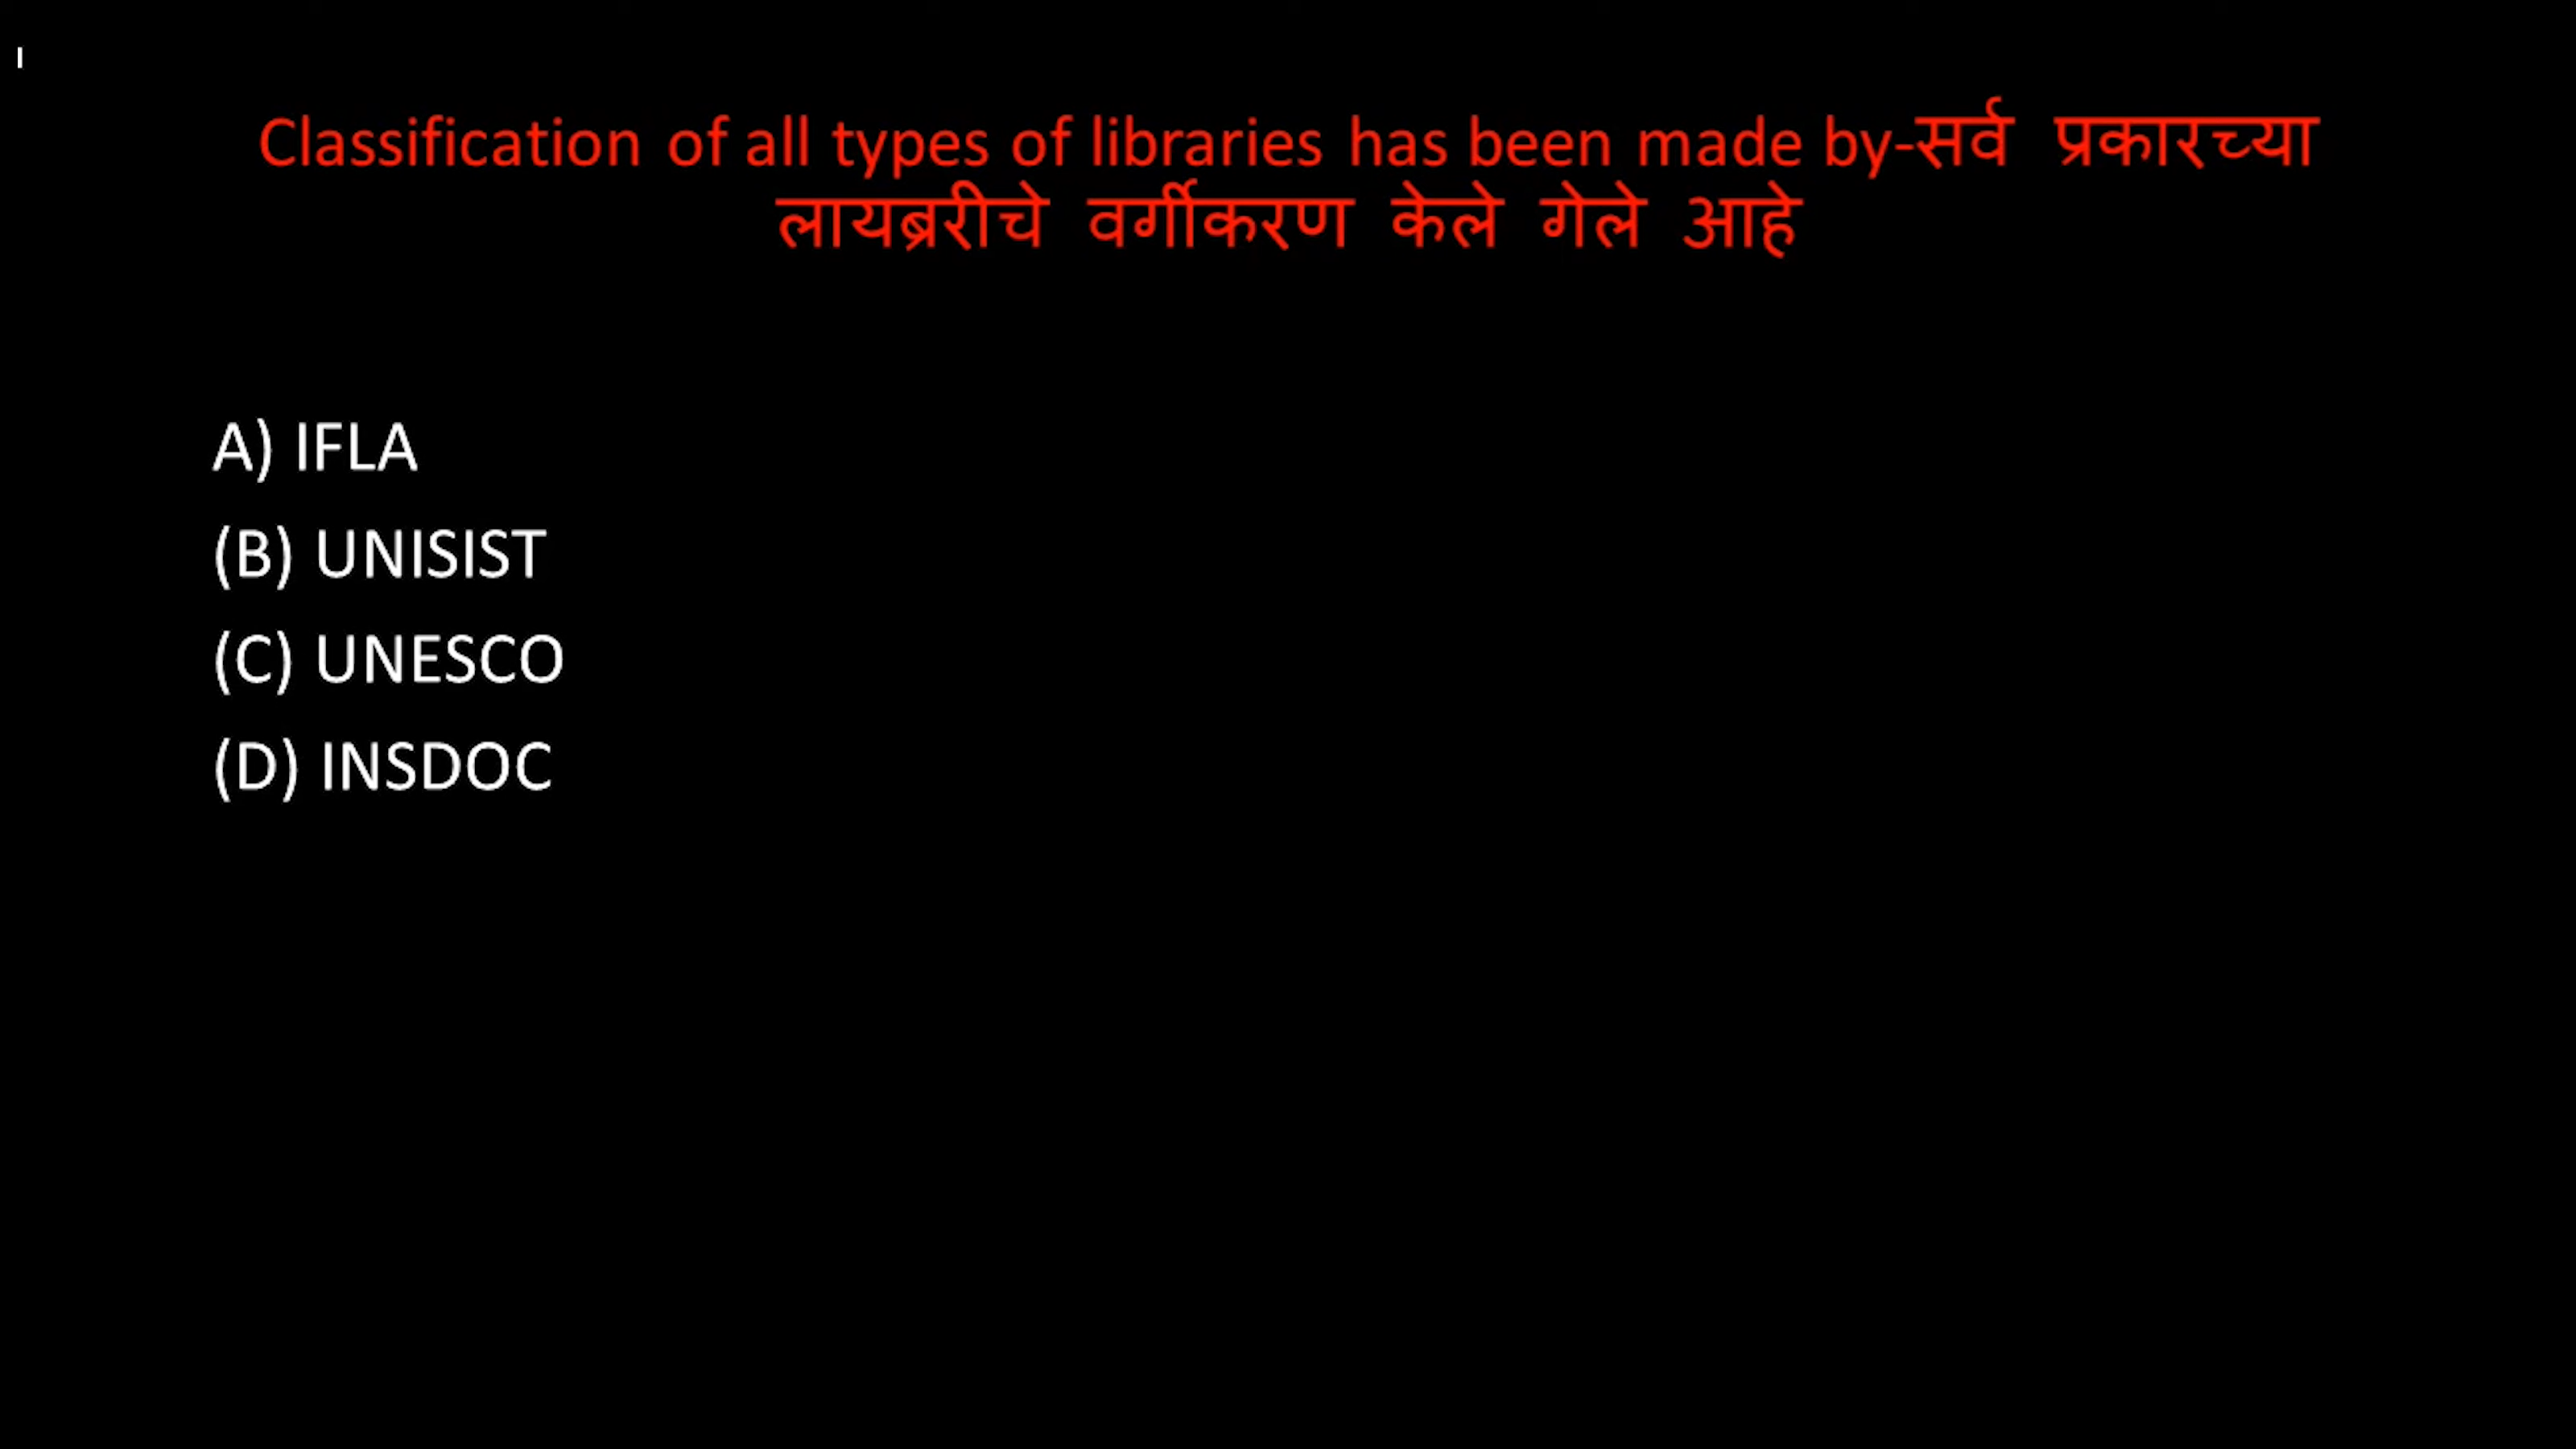 Classification of all types of libraries has been made by-सर्व प्रकारच्या
लायब्ररीचे वर्गीकरण केले गेले आहे
A) IFLA
(B) UNISIST
(C) UNESCO
(D) INSDOC